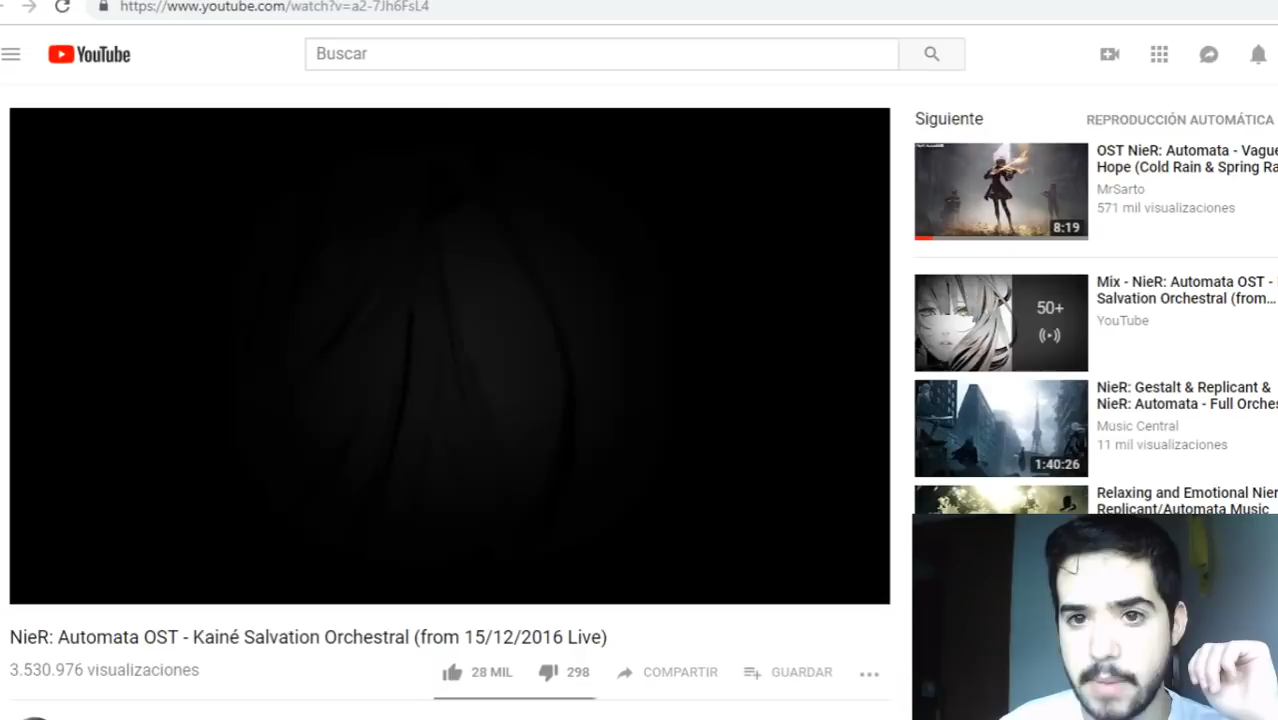 https://www.youtube.com/watch?v=a2-7Jh6FsL4
YouTube
Buscar
Siguiente
REPRODUCCIÓN AUTOMÁTICA
OST NieR: Automata - Vague
Hope (Cold Rain & Spring Ra
MrSarto
571 mil visualizaciones
8:19
Mix - NieR: Automata OST -
Salvation Orchestral (from...
YouTube
50+
NieR: Gestalt & Replicant &
NieR: Automata - Full Orches
Music Central
11 mil visualizaciones
1:40:26
Relaxing and Emotional Nier
Replicant/Automata Music
NieR: Automata OST - Kainé Salvation Orchestral (from 15/12/2016 Live)
3.530.976 visualizaciones
28 MIL
298
COMPARTIR
GUARDAR